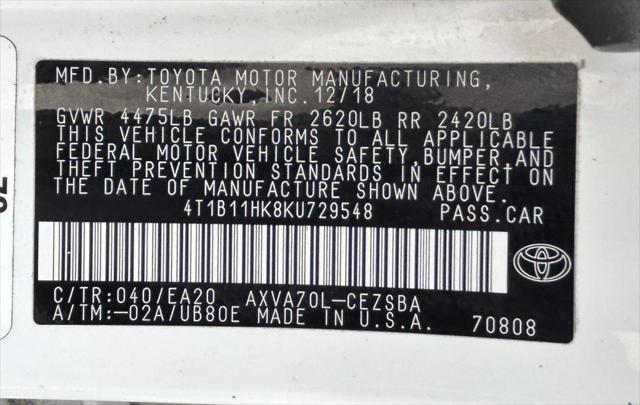 MFD.BY:TOYOTA MOTOR MANUFACTURING,
KENTUCKY,INC.12/18
GVWR 4475LB GAWR FR 2620LB RR 2420LB
THIS VEHICLE CONFORMS TO ALL APPLICABLE
FEDERAL MOTOR VEHICLE SAFETY,BUMPER,AND
THEFT PREVENTION STANDARDS IN EFFECT ON
THE DATE OF MANUFACTURE SHOWN ABOVE.
4T1B11HK8KU729548 PASS.CAR
C/TR:040/EA20 AXVA70L-CEZSBA
A/TM:-02A/UB80E MADE IN U.S.A. 70808